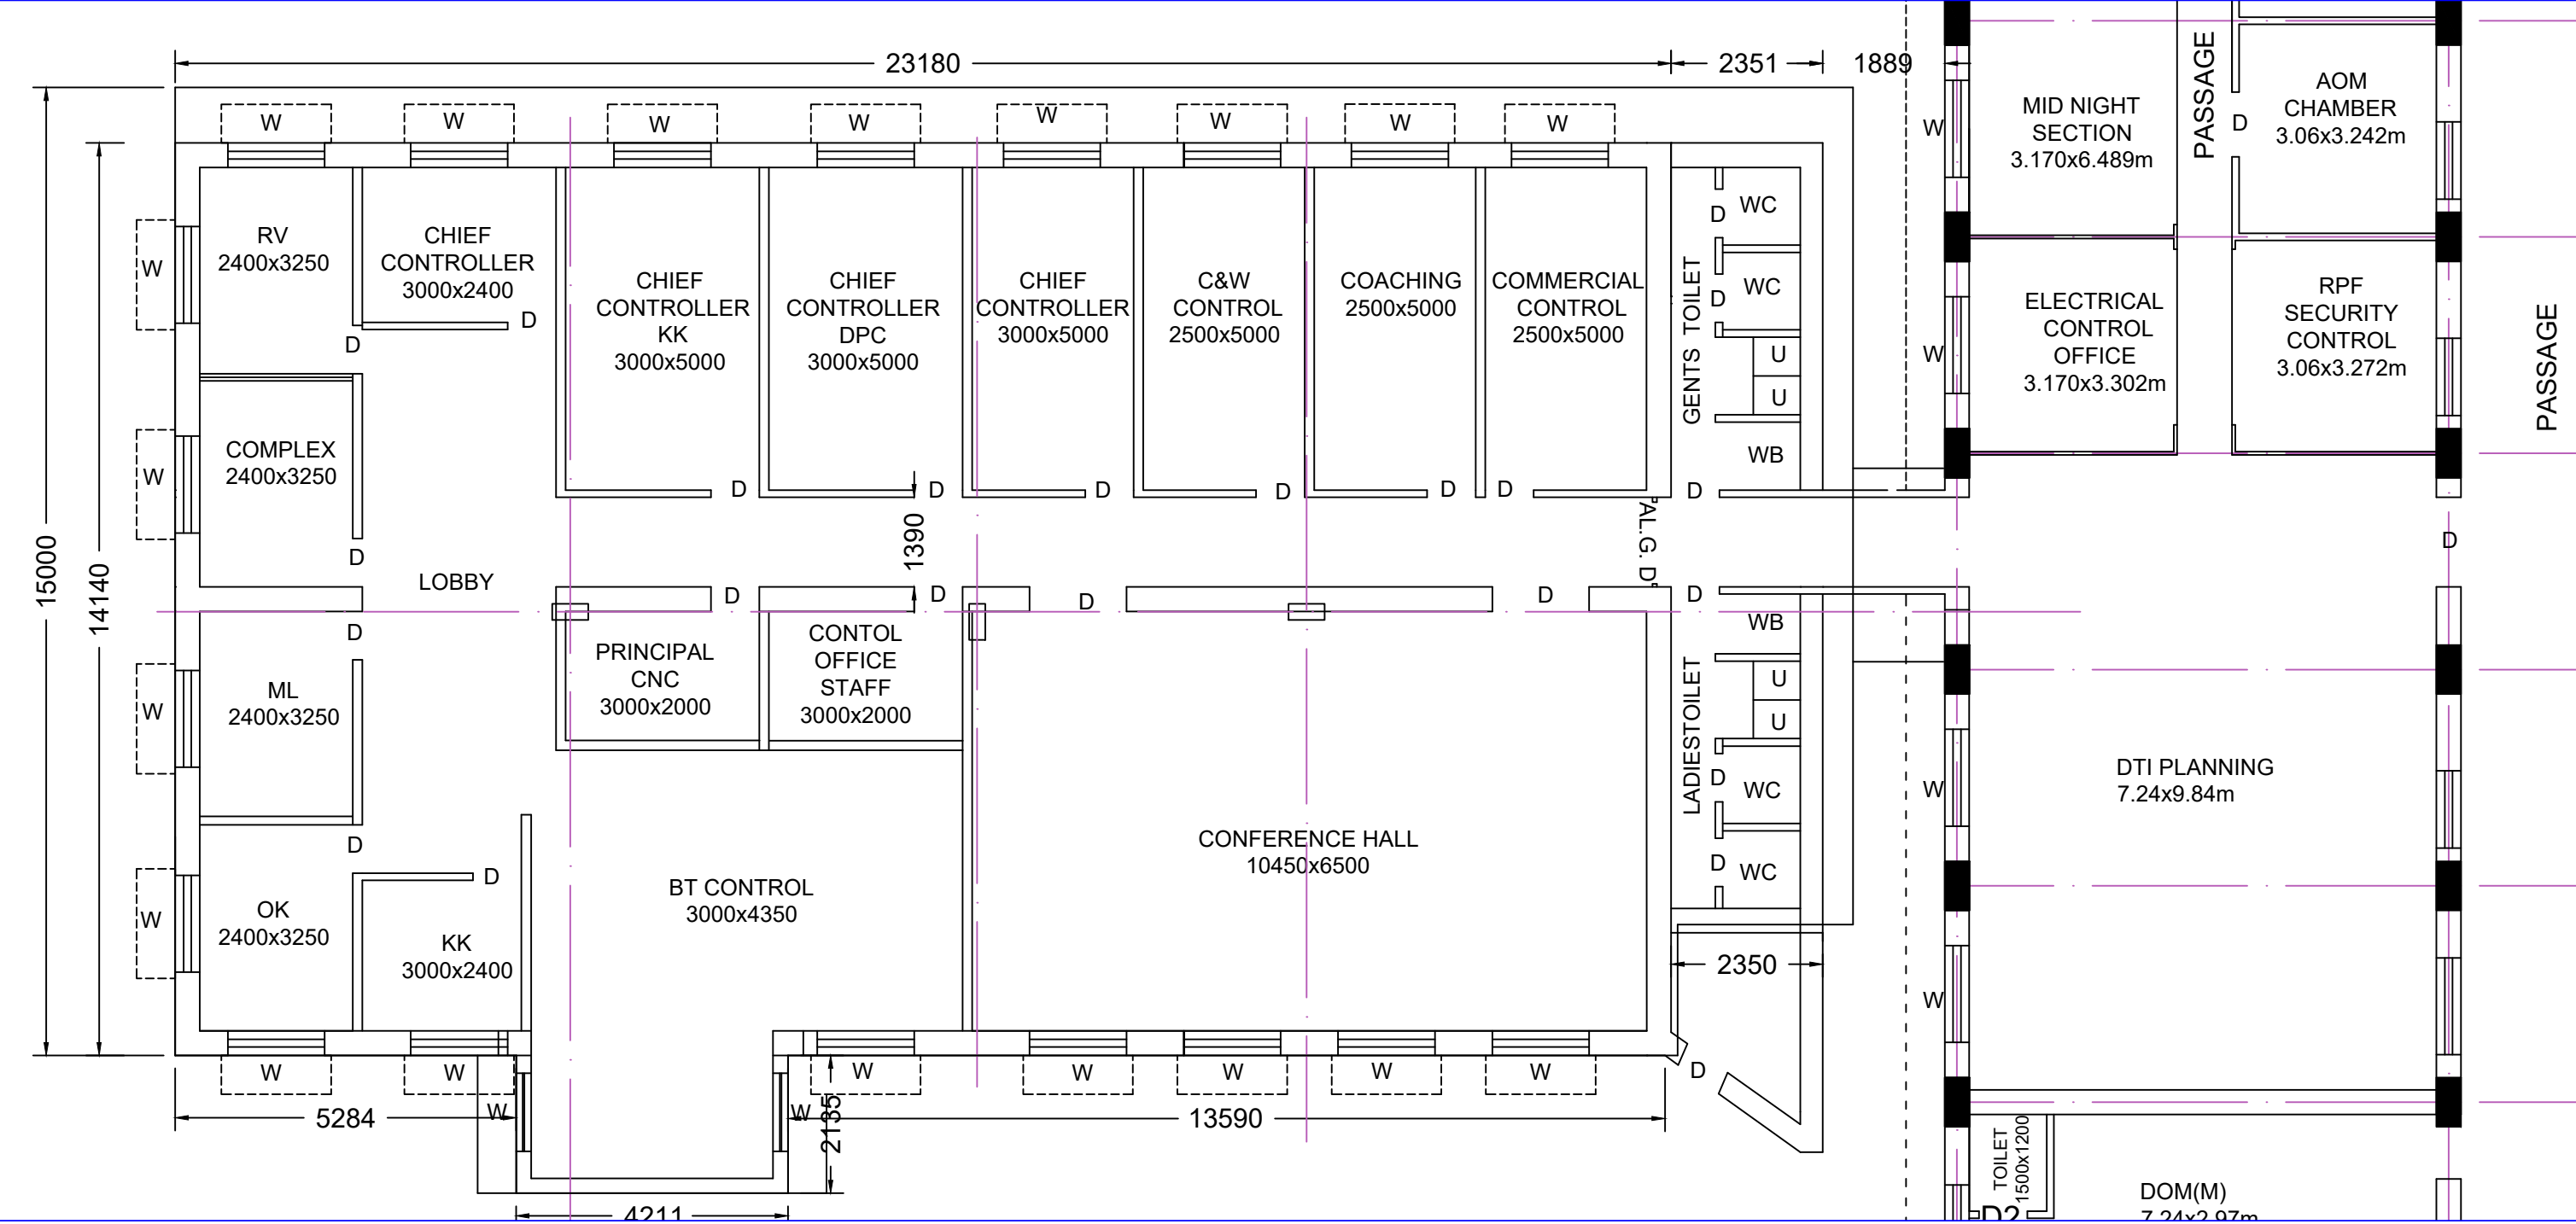 23180
2351
1889
W
W
W
W
W
W
W
W
RV
2400x3250
CHIEF
CONTROLLER
3000x2400
D
D
CHIEF
CONTROLLER
KK
3000x5000
CHIEF
CONTROLLER
DPC
3000x5000
CHIEF
CONTROLLER
3000x5000
C&W
CONTROL
2500x5000
COACHING
2500x5000
COMMERCIAL
CONTROL
2500x5000
D
D
D
D
D
D
GENTS TOILET
D
WC
D
WC
U
U
WB
D
W
W
W
W
15000
14140
COMPLEX
2400x3250
D
LOBBY
1390
AL.G. D
D
D
D
D
D
PRINCIPAL
CNC
3000x2000
CONTOL
OFFICE
STAFF
3000x2000
D
ML
2400x3250
D
OK
2400x3250
D
KK
3000x2400
BT CONTROL
3000x4350
CONFERENCE HALL
10450x6500
LADIESTOILET
WB
U
U
D
WC
D
WC
2350
D
W
W
W
W
W
W
W
W
W
5284
2135
13590
4211
W
W
W
W
MID NIGHT
SECTION
3.170x6.489m
PASSAGE
D
AOM
CHAMBER
3.06x3.242m
ELECTRICAL
CONTROL
OFFICE
3.170x3.302m
RPF
SECURITY
CONTROL
3.06x3.272m
PASSAGE
D
DTI PLANNING
7.24x9.84m
TOILET
1500x1200
D2
DOM(M)
7.24x2.97m